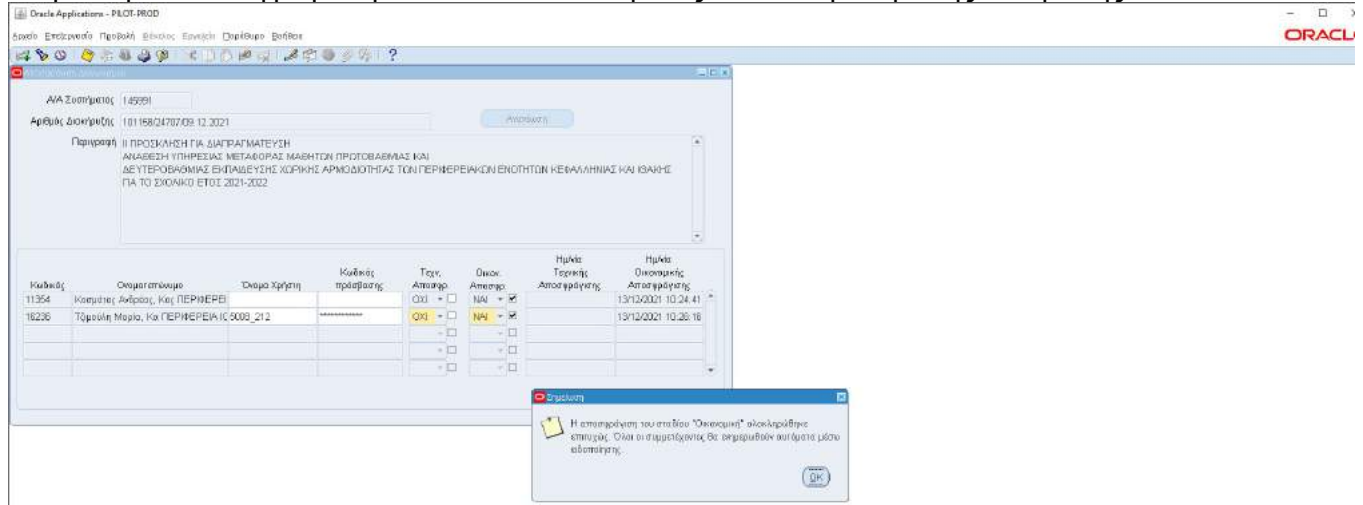 Oracle Applications - PILOT-PROD
Αρχείο Επεξεργασία Προβολή Φάκελος Εργαλεία Παράθυρο Βοήθεια
ORACLE
Α/Α Συστήματος 145991
Αριθμός Διακήρυξης 101158/24707/09.12.2021
Περιγραφή ΙΙ ΠΡΟΣΚΛΗΣΗ ΓΙΑ ΔΙΑΠΡΑΓΜΑΤΕΥΣΗ
ΑΝΑΘΕΣΗ ΥΠΗΡΕΣΙΑΣ ΜΕΤΑΦΟΡΑΣ ΜΑΘΗΤΩΝ ΠΡΩΤΟΒΑΘΜΙΑΣ ΚΑΙ
ΔΕΥΤΕΡΟΒΑΘΜΙΑΣ ΕΚΠΑΙΔΕΥΣΗΣ ΧΩΡΙΚΗΣ ΑΡΜΟΔΙΟΤΗΤΑΣ ΤΩΝ ΠΕΡΙΦΕΡΕΙΑΚΩΝ ΕΝΟΤΗΤΩΝ ΚΕΦΑΛΛΗΝΙΑΣ ΚΑΙ ΙΘΑΚΗΣ
ΓΙΑ ΤΟ ΣΧΟΛΙΚΟ ΕΤΟΣ 2021-2022
Κωδικός Ονοματεπώνυμο Όνομα Χρήστη Κωδικός πρόσβασης Τεχν. Αποσφρ. Οικον. Αποσφρ. Ημ/νία Τεχνικής Αποσφράγισης Ημ/νία Οικονομικής Αποσφράγισης
11354 Κοσμάτος Ανδρέας, Κος ΠΕΡΙΦΕΡΕΙ ΟΧΙ ΝΑΙ 13/12/2021 10:24:41
16236 Τζμούλη Μαρία, Κα ΠΕΡΙΦΕΡΕΙΑ ΙΟ 5098_212 ************ ΟΧΙ ΝΑΙ 13/12/2021 10:26:16
Σημείωση
Η αποσφράγιση του σταδίου "Οικονομική" ολοκληρώθηκε
επιτυχώς. Όλοι οι συμμετέχοντες θα ενημερωθούν αυτόματα μέσω
ειδοποίησης.
OK